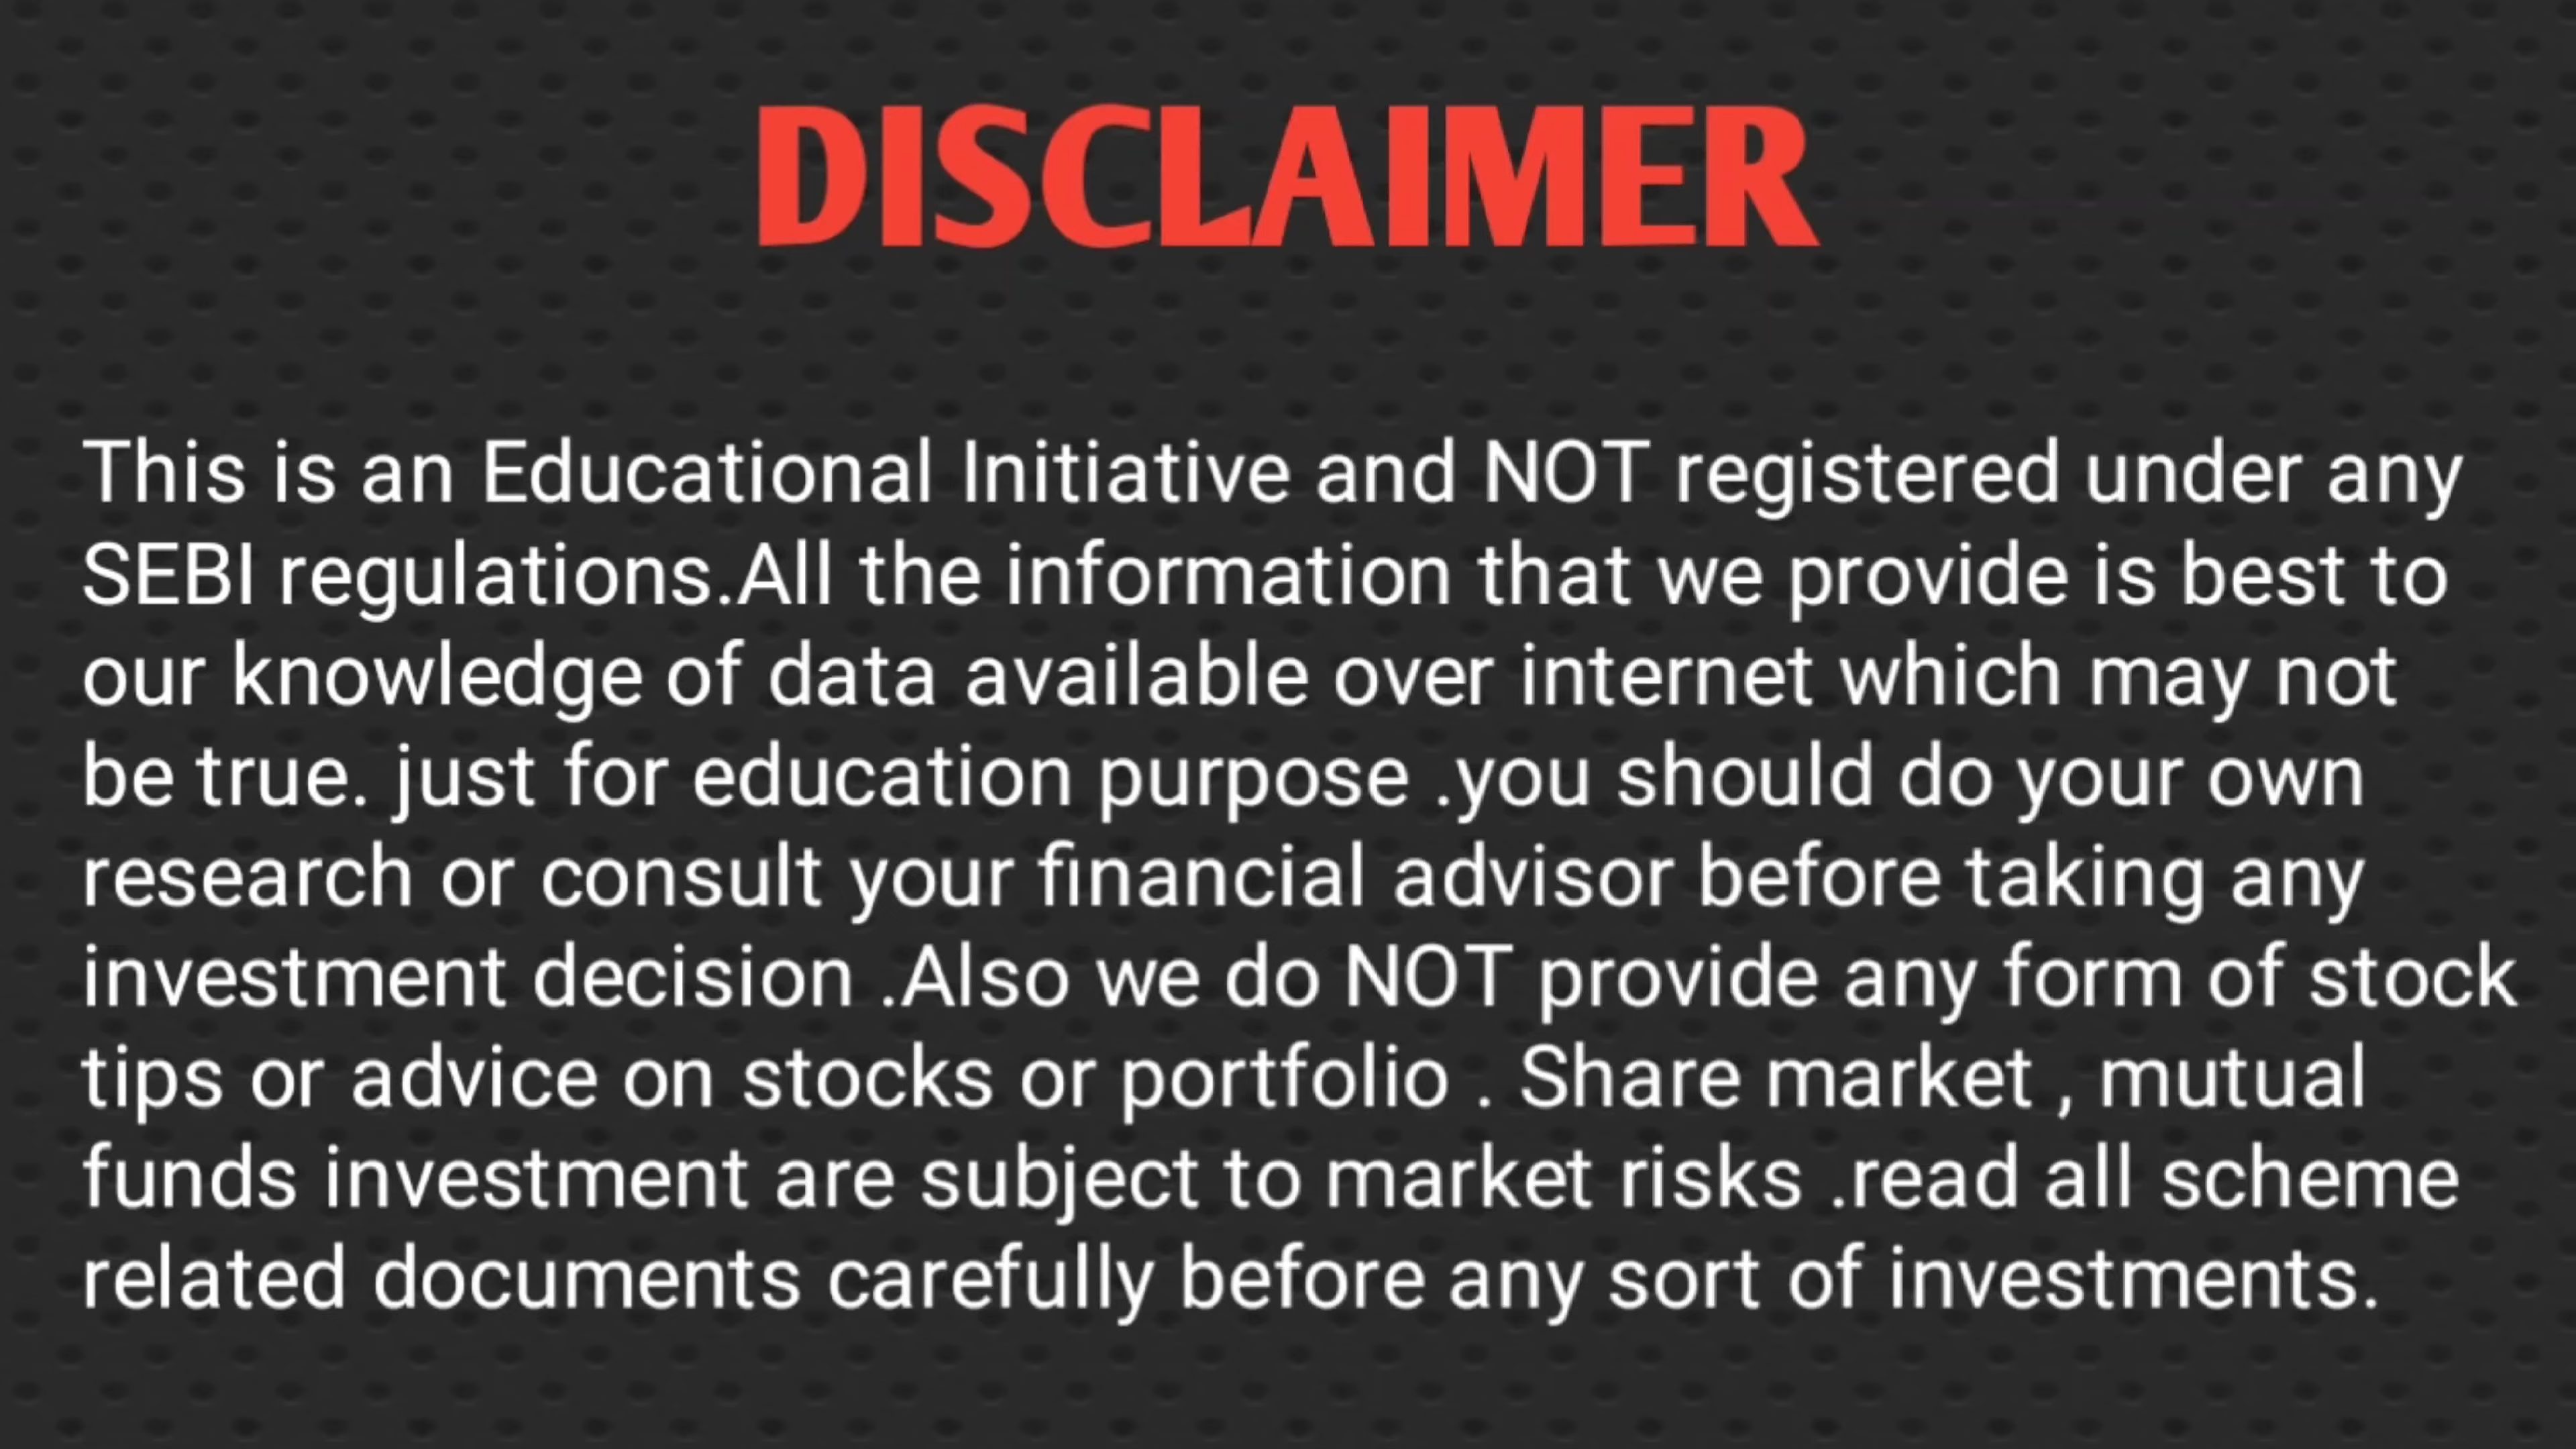 DISCLAIMER
This is an Educational Initiative and NOT registered under any
SEBI regulations.All the information that we provide is best to
our knowledge of data available over internet which may not
be true. just for education purpose .you should do your own
research or consult your financial advisor before taking any
investment decision .Also we do NOT provide any form of stock
tips or advice on stocks or portfolio . Share market , mutual
funds investment are subject to market risks .read all scheme
related documents carefully before any sort of investments.